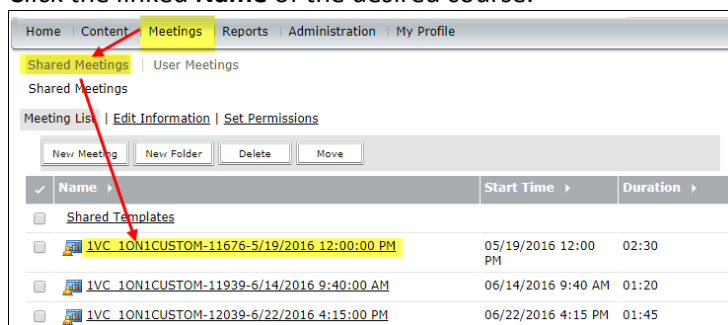 Click the linked Name of the desired course.
Home | Content | Meetings | Reports | Administration | My Profile
Shared Meetings | User Meetings
Shared Meetings
Meeting List | Edit Information | Set Permissions
New Meeting New Folder Delete Move
Name Start Time Duration
Shared Templates
1VC_1ON1CUSTOM-11676-5/19/2016 12:00:00 PM 05/19/2016 12:00 PM 02:30
1VC_1ON1CUSTOM-11939-6/14/2016 9:40:00 AM 06/14/2016 9:40 AM 01:20
1VC_1ON1CUSTOM-12039-6/22/2016 4:15:00 PM 06/22/2016 4:15 PM 01:45